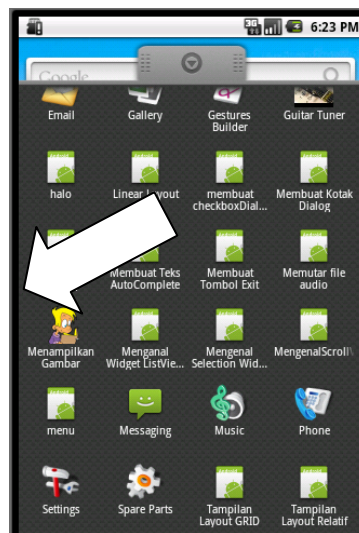 3G
6:23 PM
Google
Email
Gallery
Gestures
Builder
Guitar Tuner
halo
Linear Layout
membuat
checkboxDial...
Membuat Kotak
Dialog
Membuat Teks
AutoComplete
Membuat
Tombol Exit
Memutar file
audio
Menampilkan
Gambar
Menganal
Widget ListVie...
Mengenal
Selection Wid...
MengenalScrollV
menu
Messaging
Music
Phone
Settings
Spare Parts
Tampilan
Layout GRID
Tampilan
Layout Relatif